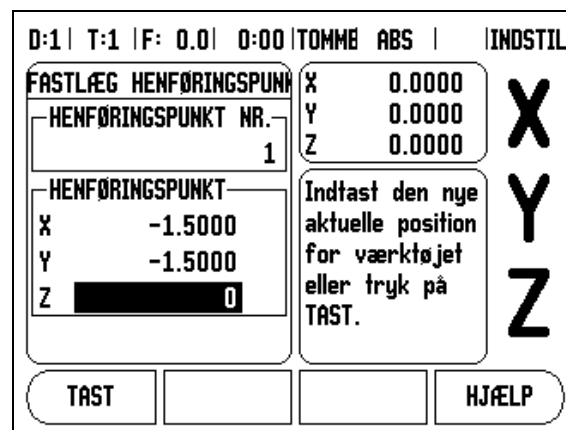 D:1 | T:1 | F: 0.0 | 0:00 | TOMME ABS | | INDSTIL
FASTLÆG HENFØRINGSPUNK
HENFØRINGSPUNKT NR.
1
HENFØRINGSPUNKT
X -1.5000
Y -1.5000
Z 0
X 0.0000
Y 0.0000
Z 0.0000
Indtast den nye
aktuelle position
for værktøjet
eller tryk på
TAST.
X
Y
Z
TAST
HJÆLP